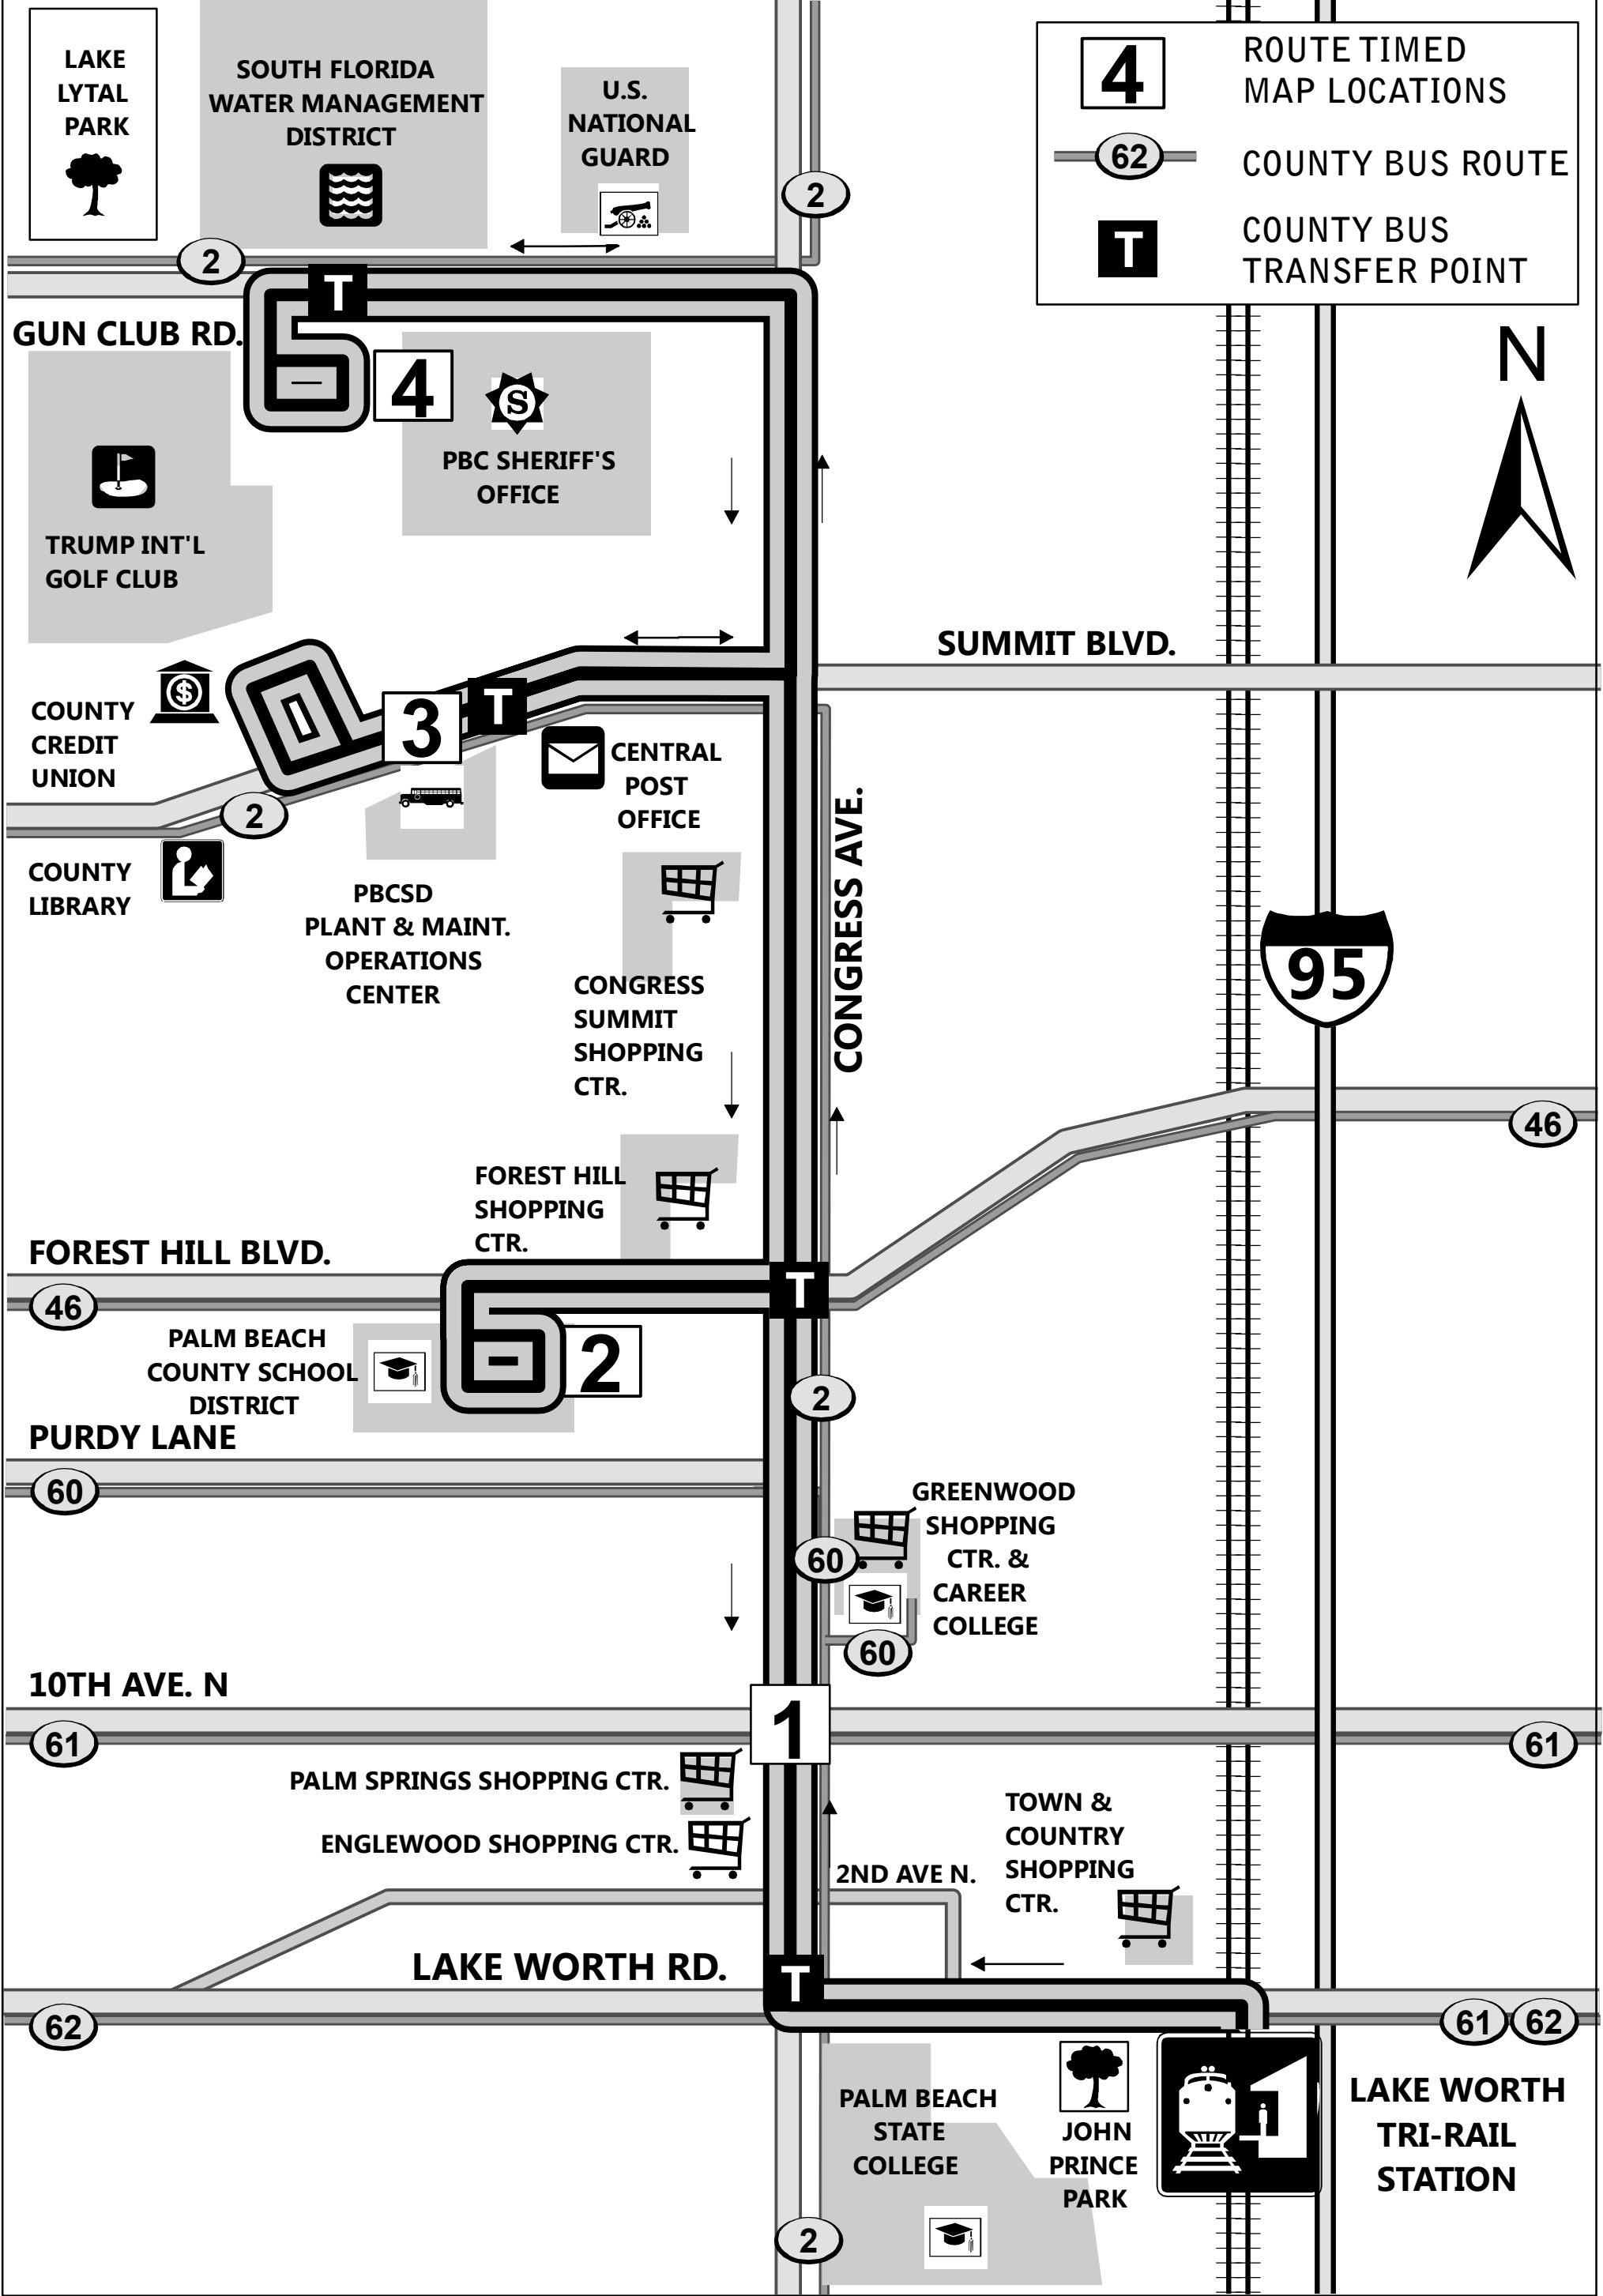 LAKE
LYTAL
PARK
SOUTH FLORIDA
WATER MANAGEMENT
DISTRICT
U.S.
NATIONAL
GUARD
2
4
ROUTE TIMED
MAP LOCATIONS
62
COUNTY BUS ROUTE
T
COUNTY BUS
TRANSFER POINT
2
T
GUN CLUB RD.
4
S
PBC SHERIFF'S
OFFICE
N
TRUMP INT'L
GOLF CLUB
SUMMIT BLVD.
COUNTY
CREDIT
UNION
$
3
T
CENTRAL
POST
OFFICE
2
COUNTY
LIBRARY
PBCSD
PLANT & MAINT.
OPERATIONS
CENTER
CONGRESS AVE.
95
CONGRESS
SUMMIT
SHOPPING
CTR.
46
FOREST HILL
SHOPPING
CTR.
FOREST HILL BLVD.
46
T
PALM BEACH
COUNTY SCHOOL
DISTRICT
2
2
PURDY LANE
60
GREENWOOD
SHOPPING
CTR. &
CAREER
COLLEGE
60
60
10TH AVE. N
61
1
61
PALM SPRINGS SHOPPING CTR.
ENGLEWOOD SHOPPING CTR.
TOWN &
COUNTRY
SHOPPING
CTR.
2ND AVE N.
LAKE WORTH RD.
T
62
61
62
PALM BEACH
STATE
COLLEGE
JOHN
PRINCE
PARK
LAKE WORTH
TRI-RAIL
STATION
2